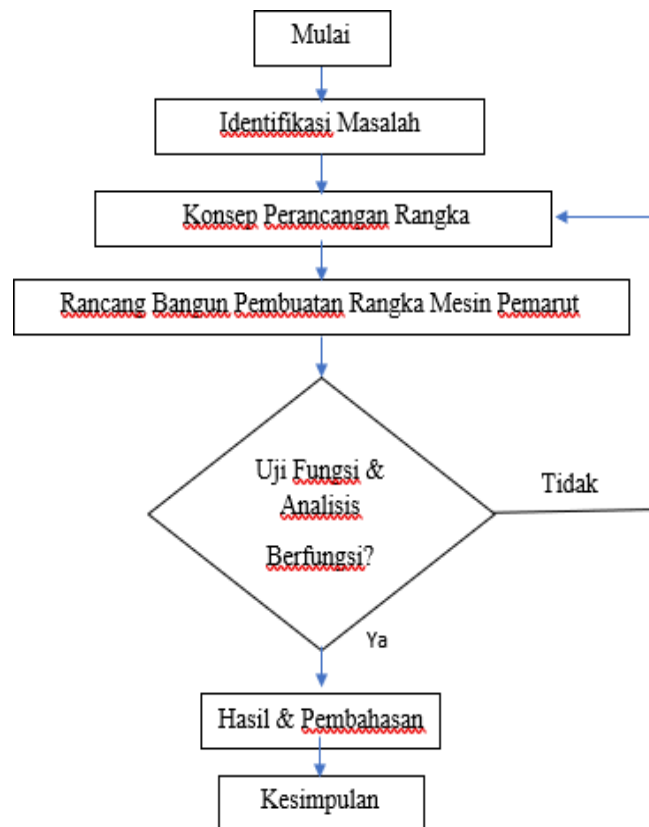 Mulai
Identifikasi Masalah
Konsep Perancangan Rangka
Rancang Bangun Pembuatan Rangka Mesin Pemarut
Uji Fungsi &
Analisis
Berfungsi?
Tidak
Ya
Hasil & Pembahasan
Kesimpulan